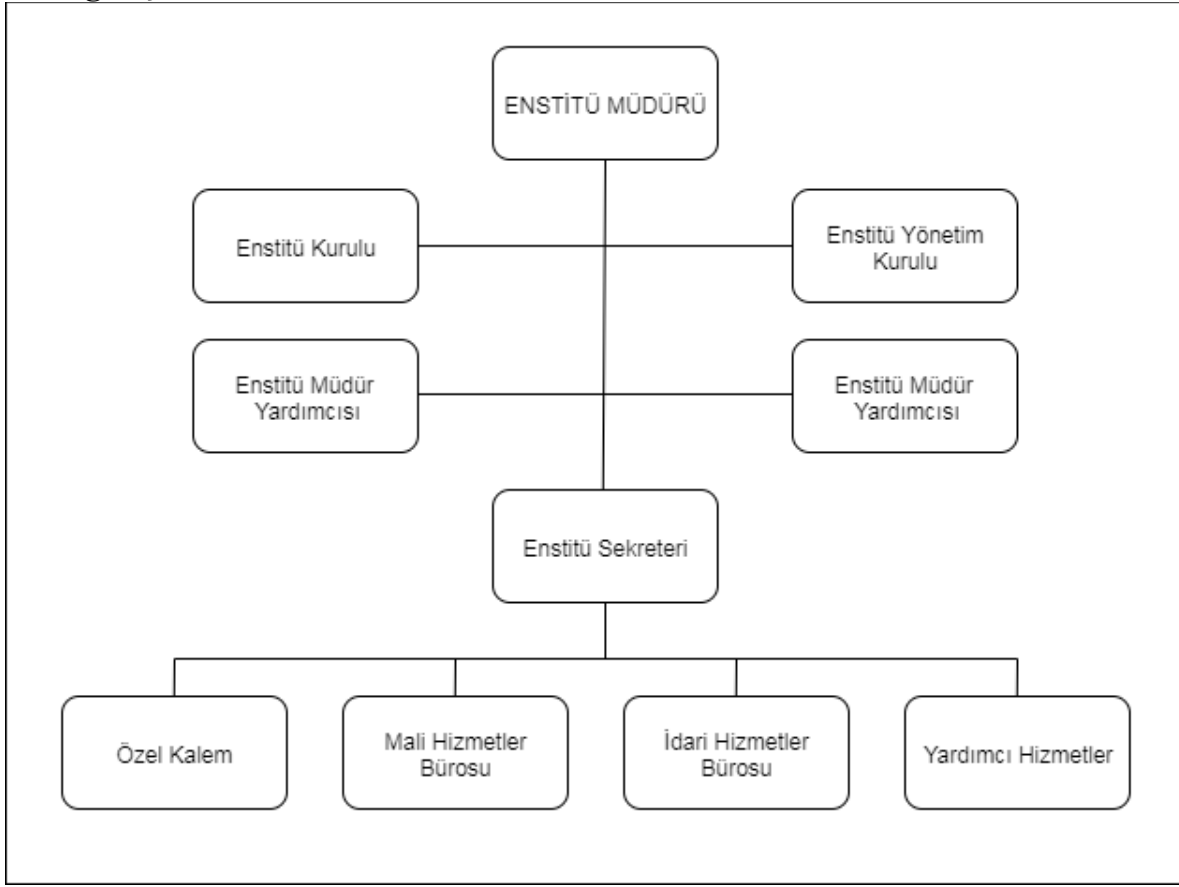 ENSTİTÜ MÜDÜRÜ
Enstitü Kurulu
Enstitü Yönetim
Kurulu
Enstitü Müdür
Yardımcısı
Enstitü Müdür
Yardımcısı
Enstitü Sekreteri
Özel Kalem
Mali Hizmetler
Bürosu
İdari Hizmetler
Bürosu
Yardımcı Hizmetler